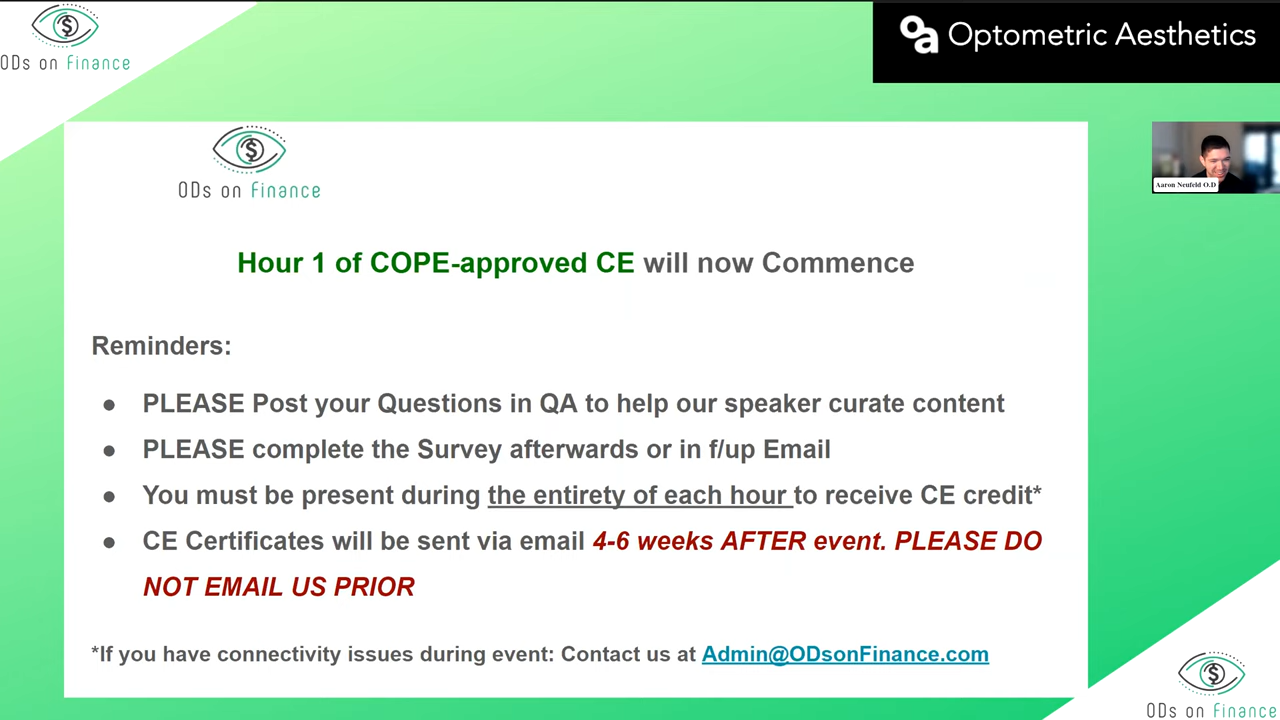 ODs on Finance
oa Optometric Aesthetics
Aaron Neufeld O.D
ODs on Finance
Hour 1 of COPE-approved CE will now Commence
Reminders:
● PLEASE Post your Questions in QA to help our speaker curate content
● PLEASE complete the Survey afterwards or in f/up Email
● You must be present during the entirety of each hour to receive CE credit*
● CE Certificates will be sent via email 4-6 weeks AFTER event. PLEASE DO
NOT EMAIL US PRIOR
*If you have connectivity issues during event: Contact us at Admin@ODsonFinance.com
ODs on Finance